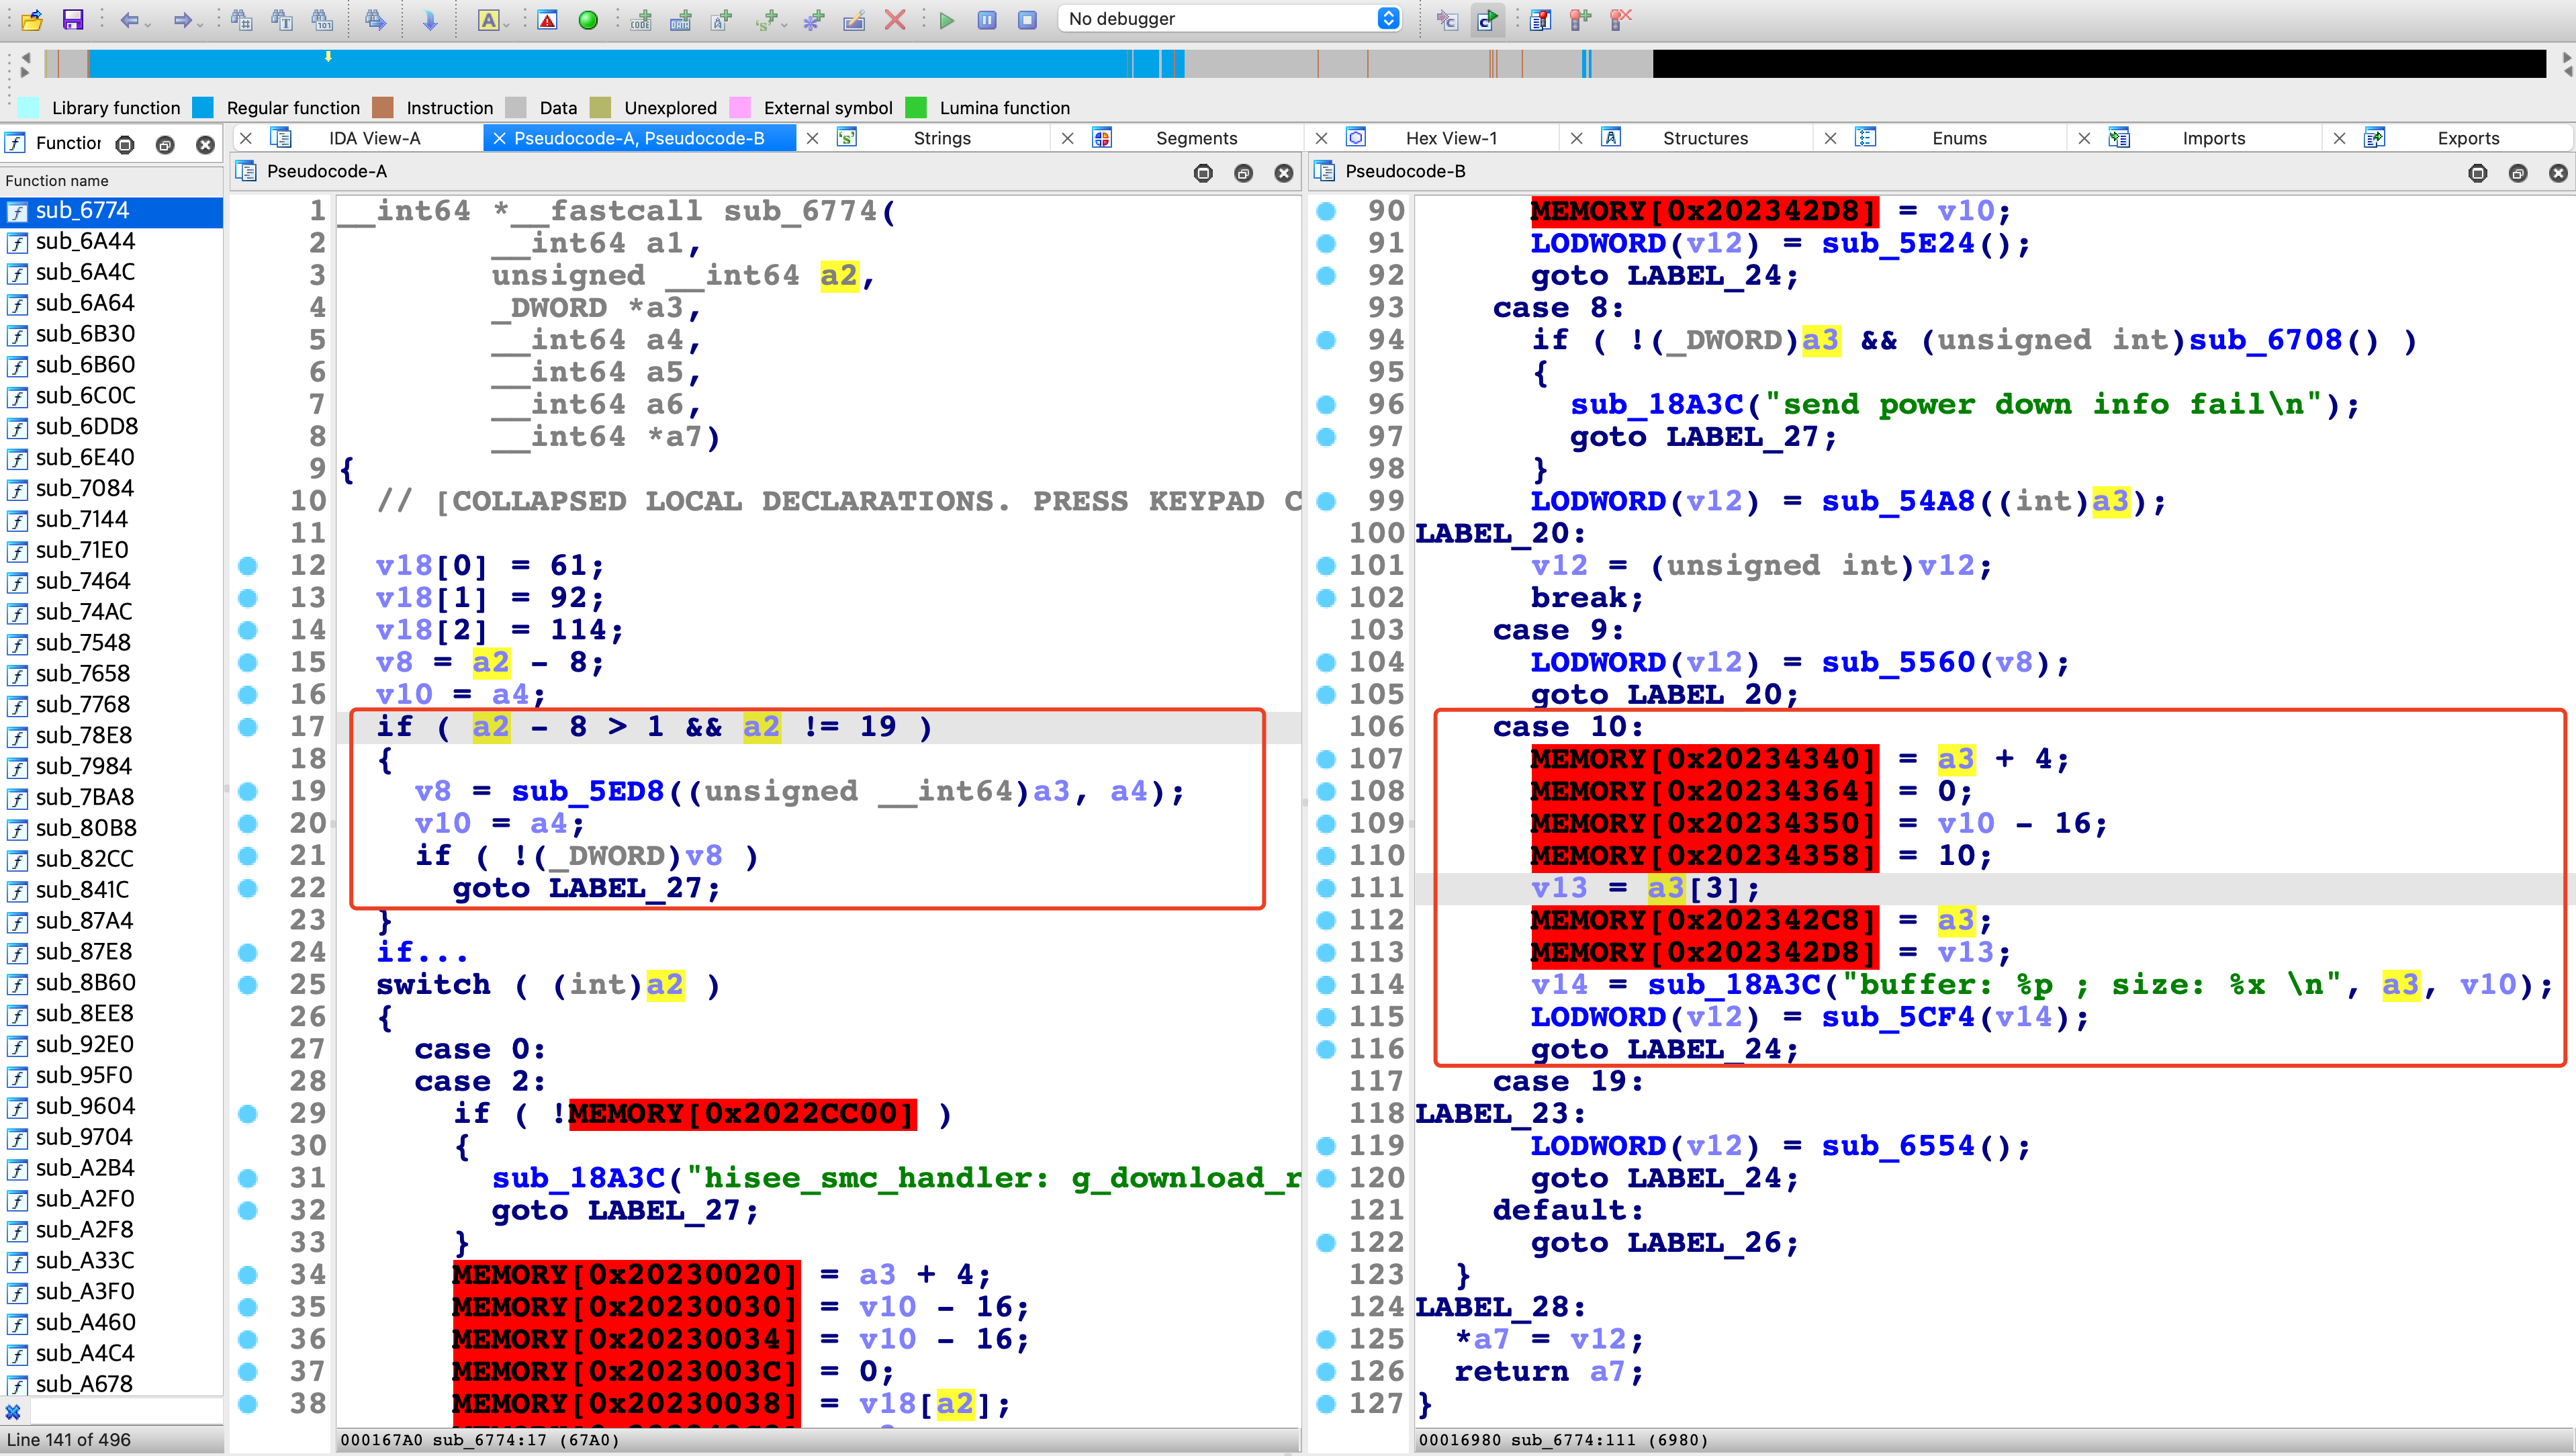 No debugger
Library function Regular function Instruction Data Unexplored External symbol Lumina function
Functior
IDA View-A
Pseudocode-A, Pseudocode-B
Strings
Segments
Hex View-1
Structures
Enums
Imports
Exports
Function name
sub_6774
sub_6A44
sub_6A4C
sub_6A64
sub_6B30
sub_6B60
sub_6C0C
sub_6DD8
sub_6E40
sub_7084
sub_7144
sub_71E0
sub_7464
sub_74AC
sub_7548
sub_7658
sub_7768
sub_78E8
sub_7984
sub_7BA8
sub_80B8
sub_82CC
sub_841C
sub_87A4
sub_87E8
sub_8B60
sub_8EE8
sub_92E0
sub_95F0
sub_9604
sub_9704
sub_A2B4
sub_A2F0
sub_A2F8
sub_A33C
sub_A3F0
sub_A460
sub_A4C4
sub_A678
Line 141 of 496
Pseudocode-A
1 __int64 *__fastcall sub_6774(
2 __int64 a1,
3 unsigned __int64 a2,
4 _DWORD *a3,
5 __int64 a4,
6 __int64 a5,
7 __int64 a6,
8 __int64 *a7)
9 {
10 // [COLLAPSED LOCAL DECLARATIONS. PRESS KEYPAD C
11
12 v18[0] = 61;
13 v18[1] = 92;
14 v18[2] = 114;
15 v8 = a2 - 8;
16 v10 = a4;
17 if ( a2 - 8 > 1 && a2 != 19 )
18 {
19 v8 = sub_5ED8((unsigned __int64)a3, a4);
20 v10 = a4;
21 if ( !(_DWORD)v8 )
22 goto LABEL_27;
23 }
24 if...
25 switch ( (int)a2 )
26 {
27 case 0:
28 case 2:
29 if ( !MEMORY[0x2022CC00] )
30 {
31 sub_18A3C("hisee_smc_handler: g_download_r
32 goto LABEL_27;
33 }
34 MEMORY[0x20230020] = a3 + 4;
35 MEMORY[0x20230030] = v10 - 16;
36 MEMORY[0x20230034] = v10 - 16;
37 MEMORY[0x2023003C] = 0;
38 MEMORY[0x20230038] = v18[a2];
000167A0 sub_6774:17 (67A0)
Pseudocode-B
90 MEMORY[0x202342D8] = v10;
91 LODWORD(v12) = sub_5E24();
92 goto LABEL_24;
93 case 8:
94 if ( !(_DWORD)a3 && (unsigned int)sub_6708() )
95 {
96 sub_18A3C("send power down info fail\n");
97 goto LABEL_27;
98 }
99 LODWORD(v12) = sub_54A8((int)a3);
100 LABEL_20:
101 v12 = (unsigned int)v12;
102 break;
103 case 9:
104 LODWORD(v12) = sub_5560(v8);
105 goto LABEL_20;
106 case 10:
107 MEMORY[0x20234340] = a3 + 4;
108 MEMORY[0x20234364] = 0;
109 MEMORY[0x20234350] = v10 - 16;
110 MEMORY[0x20234358] = 10;
111 v13 = a3[3];
112 MEMORY[0x202342C8] = a3;
113 MEMORY[0x202342D8] = v13;
114 v14 = sub_18A3C("buffer: %p ; size: %x \n", a3, v10);
115 LODWORD(v12) = sub_5CF4(v14);
116 goto LABEL_24;
117 case 19:
118 LABEL_23:
119 LODWORD(v12) = sub_6554();
120 goto LABEL_24;
121 default:
122 goto LABEL_26;
123 }
124 LABEL_28:
125 *a7 = v12;
126 return a7;
127 }
00016980 sub_6774:111 (6980)